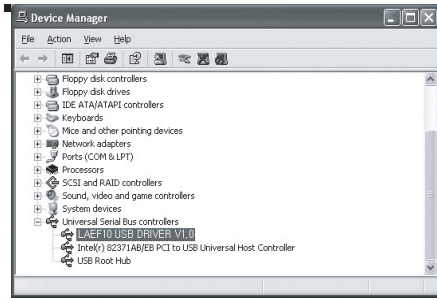 Device Manager
File Action View Help
Floppy disk controllers
Floppy disk drives
IDE ATA/ATAPI controllers
Keyboards
Mice and other pointing devices
Network adapters
Ports (COM & LPT)
Processors
SCSI and RAID controllers
Sound, video and game controllers
System devices
Universal Serial Bus controllers
LAEF10 USB DRIVER V1.0
Intel(r) 82371AB/EB PCI to USB Universal Host Controller
USB Root Hub